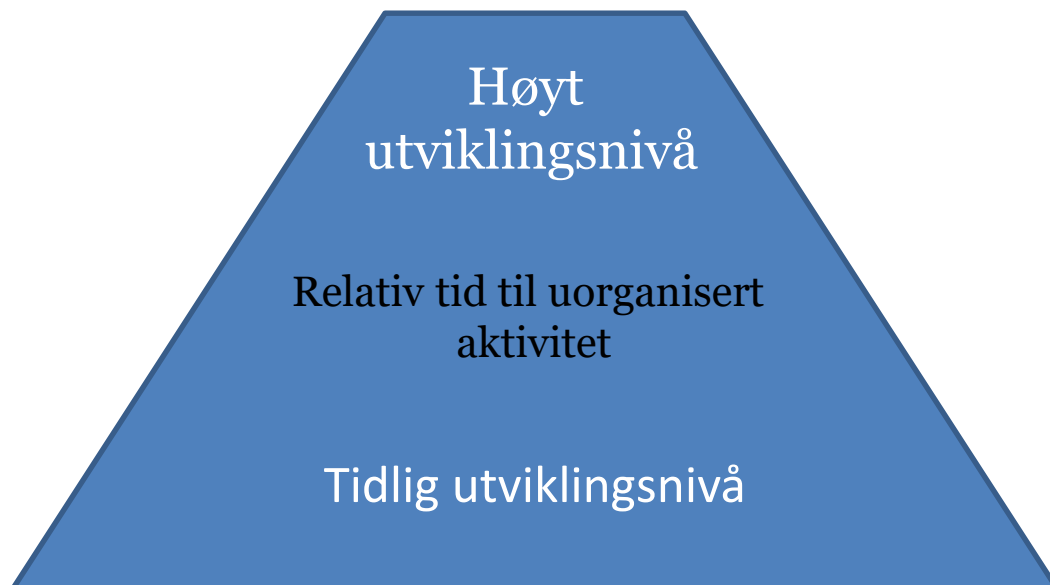 Høyt
utviklingsnivå
Relativ tid til uorganisert
aktivitet
Tidlig utviklingsnivå